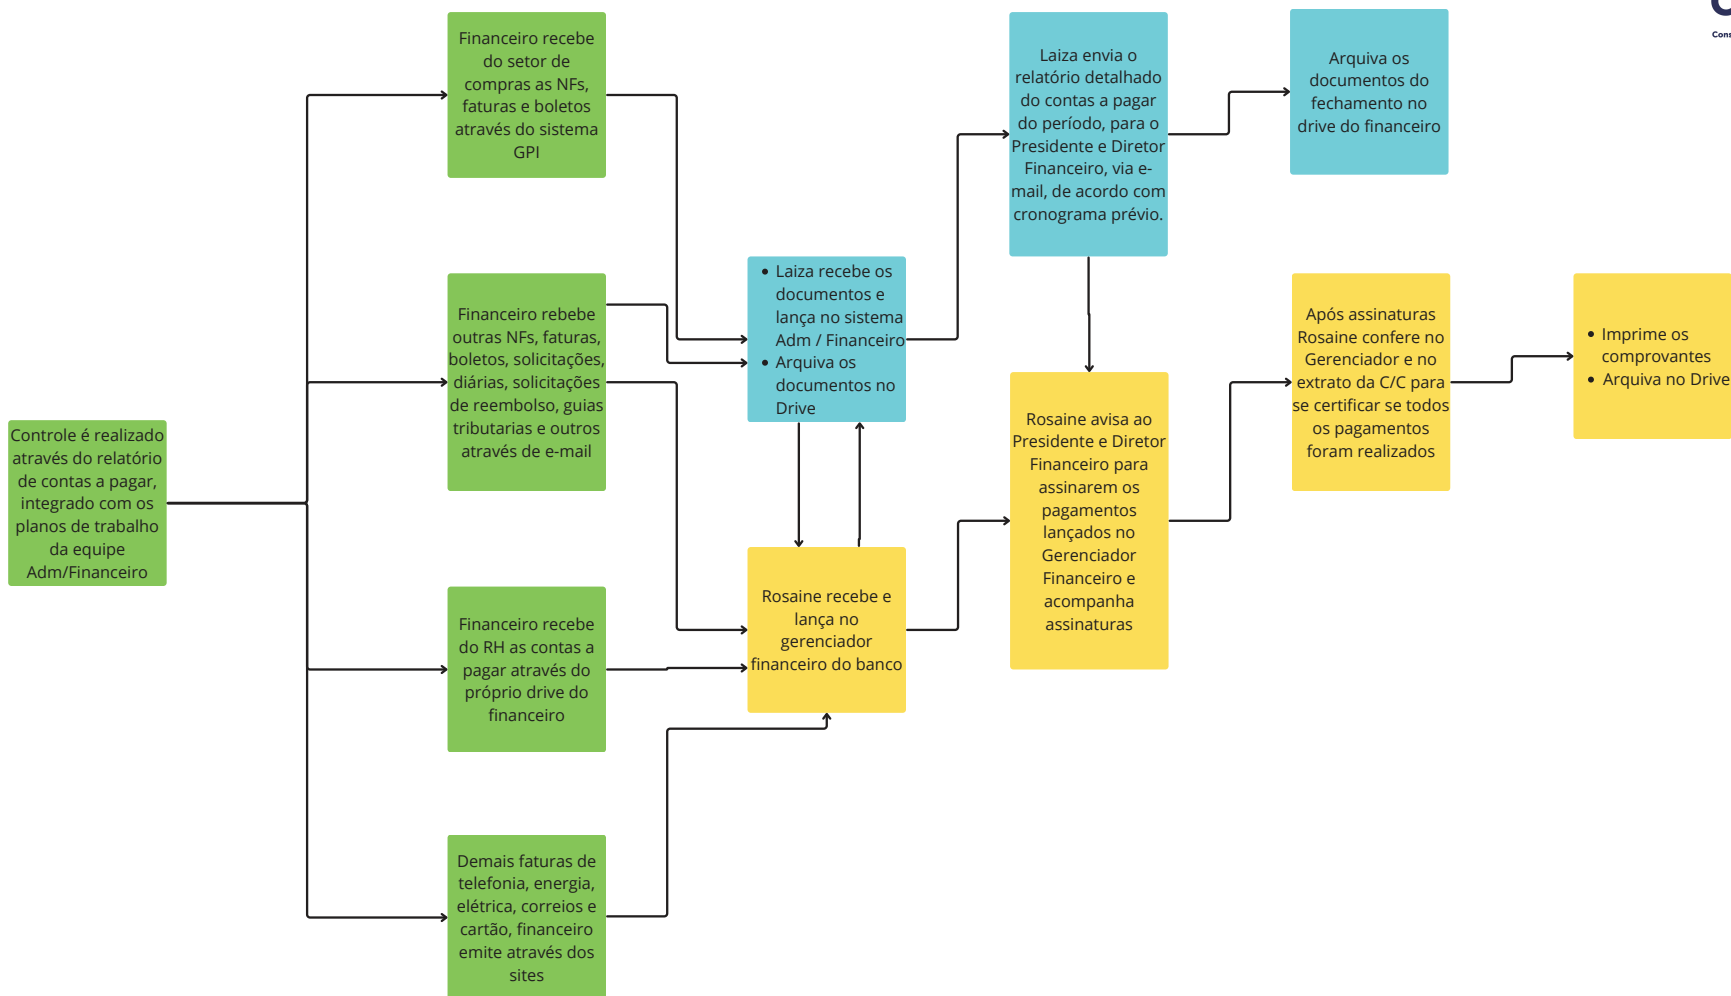 Cons
Financeiro recebe
do setor de
compras as NFs,
faturas e boletos
através do sistema
GPI
Laiza envia o
relatório detalhado
do contas a pagar
do período, para o
Presidente e Diretor
Financeiro, via e-
mail, de acordo com
cronograma prévio.
Arquiva os
documentos do
fechamento no
drive do financeiro
Financeiro rebebe
outras NFs, faturas,
boletos, solicitações,
diárias, solicitações
de reembolso, guias
tributarias e outros
através de e-mail
• Laiza recebe os
documentos e
lança no sistema
Adm / Financeiro
• Arquiva os
documentos no
Drive
Após assinaturas
Rosaine confere no
Gerenciador e no
extrato da C/C para
se certificar se todos
os pagamentos
foram realizados
• Imprime os
comprovantes
• Arquiva no Drive
Controle é realizado
através do relatório
de contas a pagar,
integrado com os
planos de trabalho
da equipe
Adm/Financeiro
Rosaine avisa ao
Presidente e Diretor
Financeiro para
assinarem os
pagamentos
lançados no
Gerenciador
Financeiro e
acompanha
assinaturas
Financeiro recebe
do RH as contas a
pagar através do
próprio drive do
financeiro
Rosaine recebe e
lança no
gerenciador
financeiro do banco
Demais faturas de
telefonia, energia,
elétrica, correios e
cartão, financeiro
emite através dos
sites